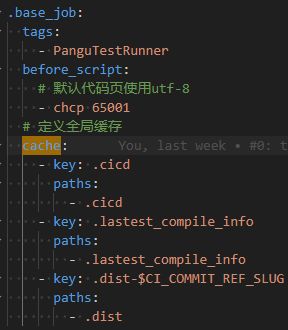 .base_job:
  tags:
    - PanguTestRunner
  before_script:
    # 默认代码页使用utf-8
    - chcp 65001
  # 定义全局缓存
  cache:    You, last week • #0: t
    - key: .cicd
      paths:
        - .cicd
    - key: .lastest_compile_info
      paths:
        - .lastest_compile_info
    - key: .dist-$CI_COMMIT_REF_SLUG
      paths:
        - .dist